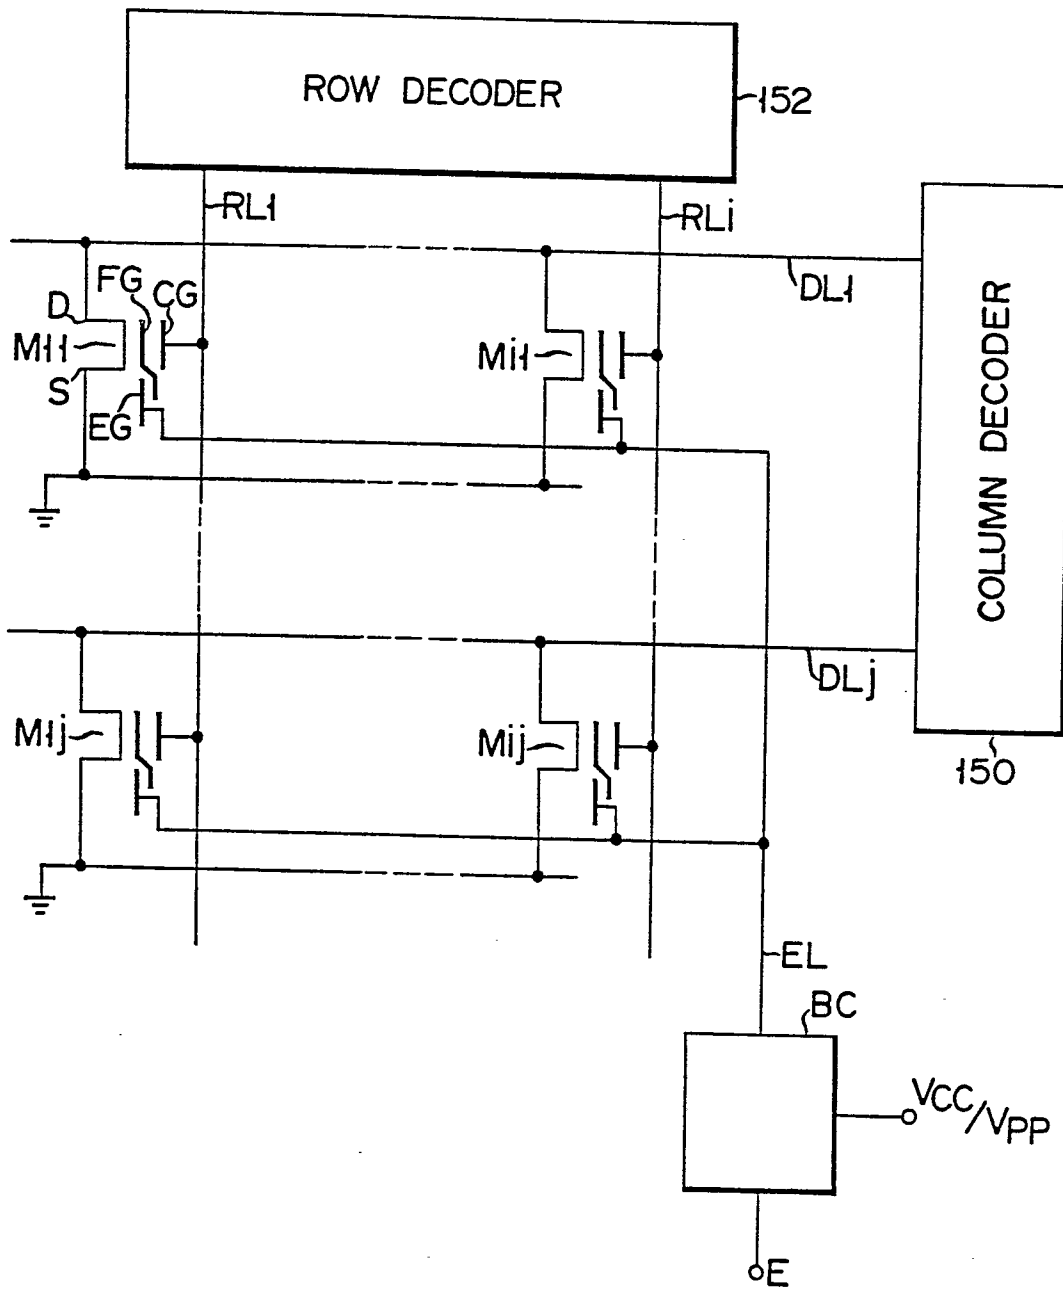 ROW DECODER
152
RL1
RLi
DL1
FG
CG
D
M11
S
EG
Mi1
COLUMN DECODER
DLj
M1j
Mij
150
EL
BC
VCC/VPP
E